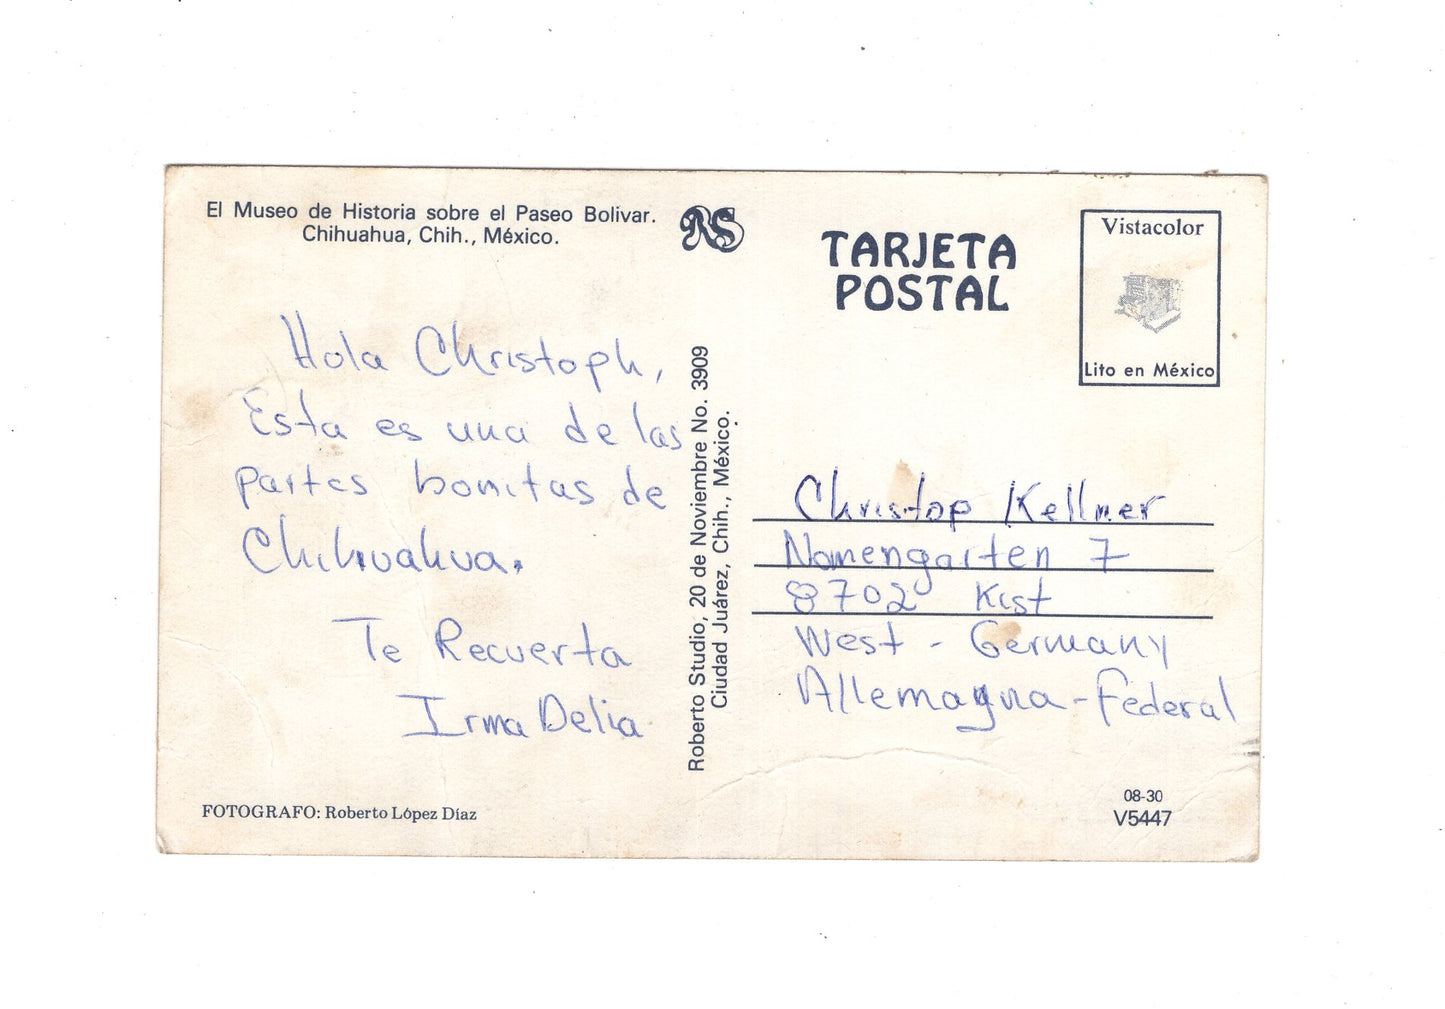 El Museo de Historia sobre el Paseo Bolivar.
Chihuahua, Chih., México.
RS
TARJETA
POSTAL
Vistacolor
Lito en México
Hola Christoph,
Esta es una de las
partes bonitas de
Chihuahua.
Te Recuerta
Irma Delia
Roberto Studio, 20 de Noviembre No. 3909
Ciudad Juárez, Chih., México.
Christop Kellner
Nomengarten 7
8702 Kist
West - Germany
Allemagna - Federal
FOTOGRAFO: Roberto López Díaz
08-30
V5447